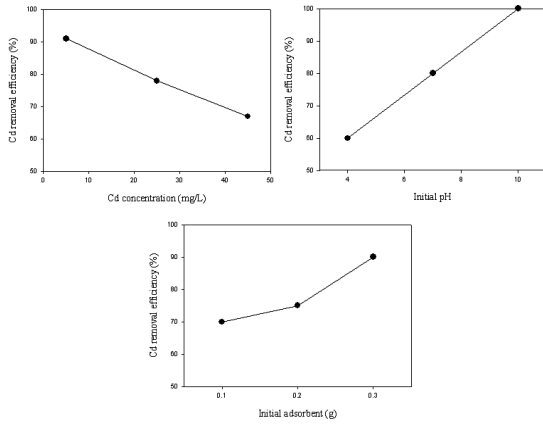 Cd removal efficiency (%)
100
90
80
70
60
50
0 10 20 30 40 50
Cd concentration (mg/L)
Cd removal efficiency (%)
100
90
80
70
60
50
4 6 8 10
Initial pH
Cd removal efficiency (%)
100
90
80
70
60
50
0.1 0.2 0.3
Initial adsorbent (g)